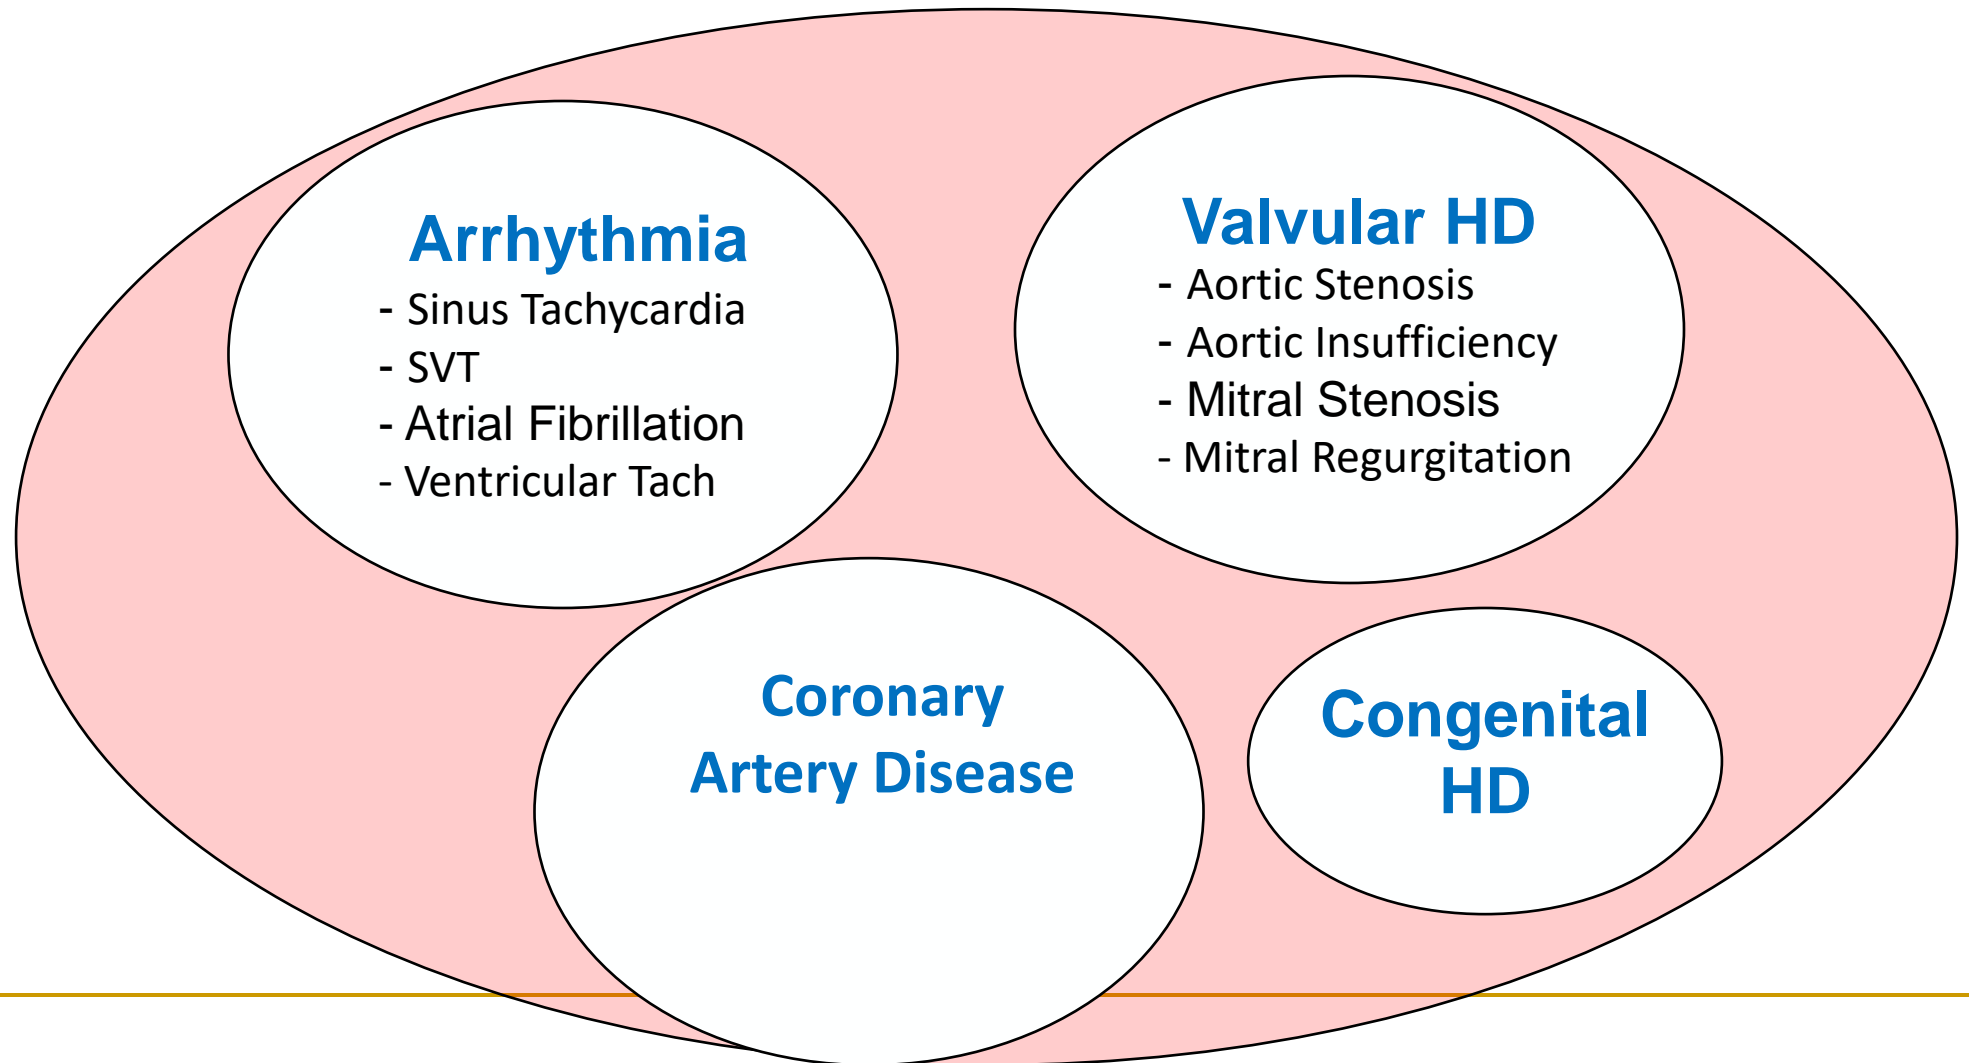 Arrhythmia
- Sinus Tachycardia
- SVT
- Atrial Fibrillation
- Ventricular Tach
Valvular HD
- Aortic Stenosis
- Aortic Insufficiency
- Mitral Stenosis
- Mitral Regurgitation
Coronary
Artery Disease
Congenital
HD